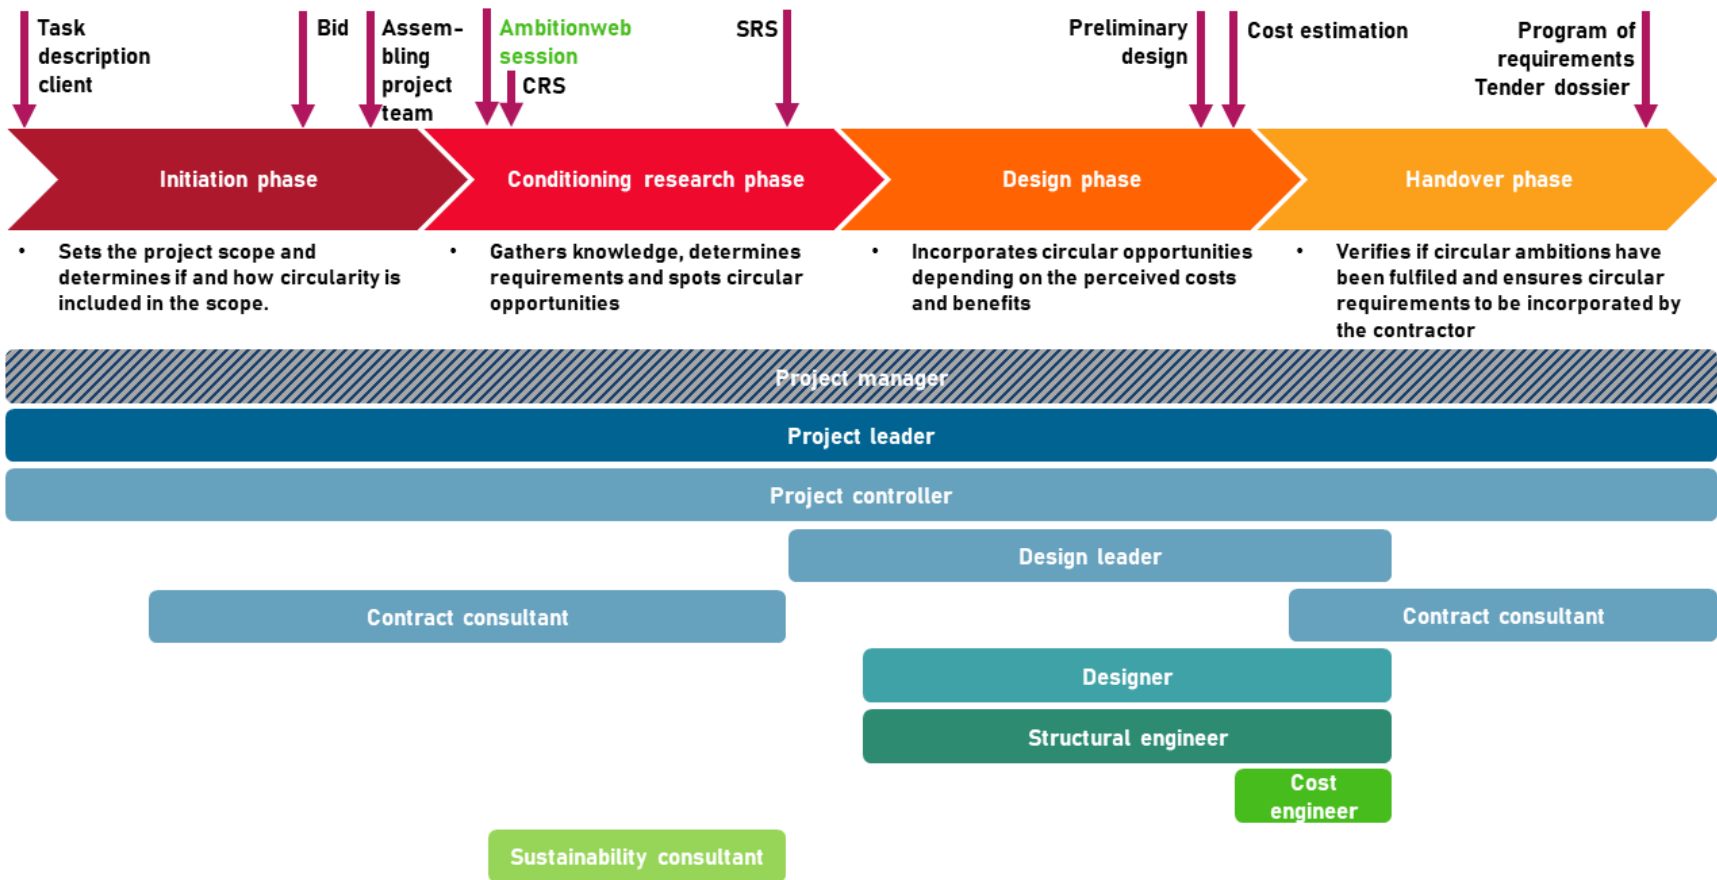 Task
description
client
Bid
Assem-
bling
project
team
Ambitionweb
session
CRS
SRS
Preliminary
design
Cost estimation
Program of
requirements
Tender dossier
Initiation phase
Conditioning research phase
Design phase
Handover phase
• Sets the project scope and
determines if and how circularity is
included in the scope.
• Gathers knowledge, determines
requirements and spots circular
opportunities
• Incorporates circular opportunities
depending on the perceived costs
and benefits
• Verifies if circular ambitions have
been fulfiled and ensures circular
requirements to be incorporated by
the contractor
Project manager
Project leader
Project controller
Design leader
Contract consultant
Contract consultant
Designer
Structural engineer
Cost
engineer
Sustainability consultant